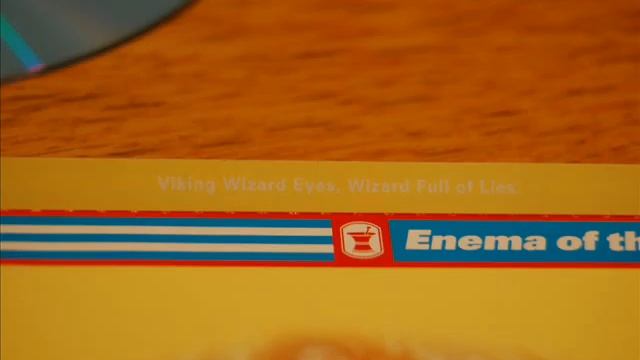 Viking Wizard Eyes, Wizard Full of Lies.
Enema of th